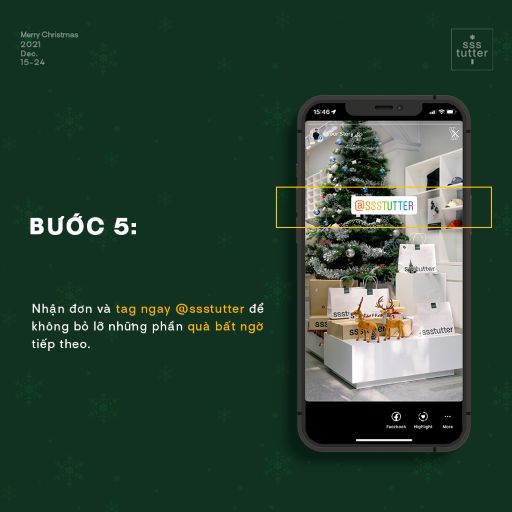 Merry Christmas
2021
Dec.
15-24
sss
tutter
BƯỚC 5:
Nhận đơn và tag ngay @ssstutter để
không bỏ lỡ những phần quà bất ngờ
tiếp theo.
15:46
Your Story
@SSSTUTTER
ssstutter
ssstutter
Facebook
Highlight
More